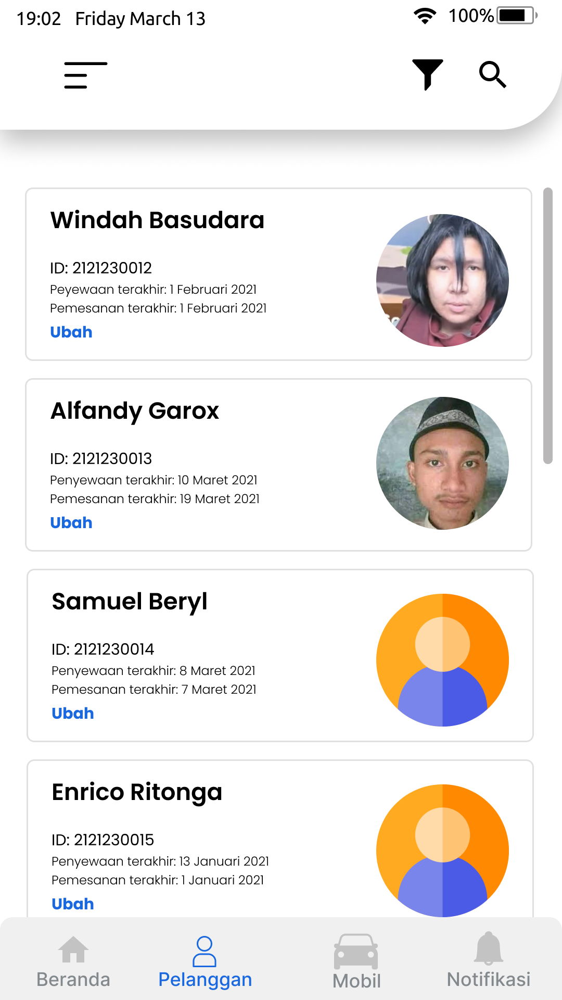 19:02 Friday March 13
100%
Windah Basudara
ID: 2121230012
Peyewaan terakhir: 1 Februari 2021
Pemesanan terakhir: 1 Februari 2021
Ubah
Alfandy Garox
ID: 2121230013
Penyewaan terakhir: 10 Maret 2021
Pemesanan terakhir: 19 Maret 2021
Ubah
Samuel Beryl
ID: 2121230014
Penyewaan terakhir: 8 Maret 2021
Pemesanan terakhir: 7 Maret 2021
Ubah
Enrico Ritonga
ID: 2121230015
Penyewaan terakhir: 13 Januari 2021
Pemesanan terakhir: 1 Januari 2021
Ubah
Beranda
Pelanggan
Mobil
Notifikasi